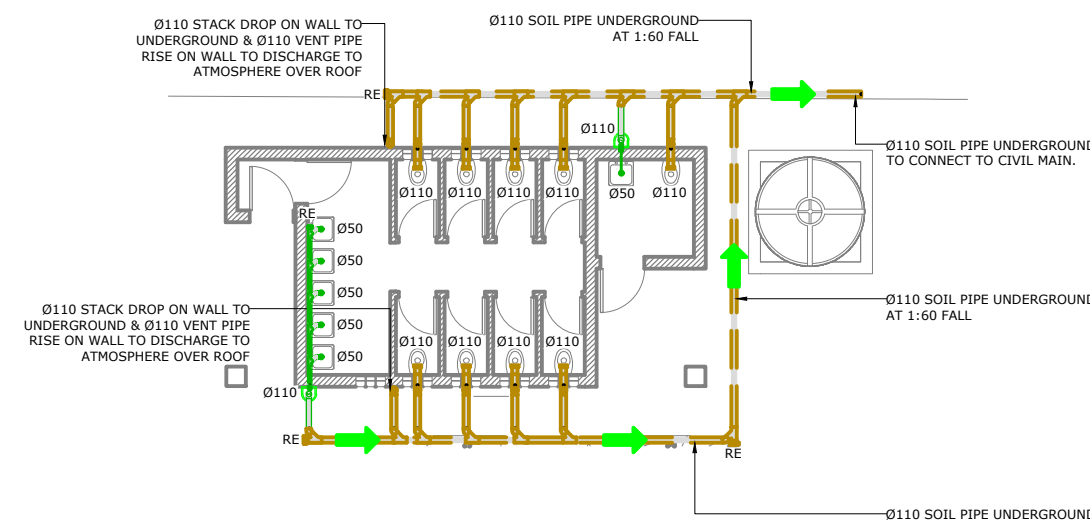 Ø110 STACK DROP ON WALL TO
UNDERGROUND & Ø110 VENT PIPE
RISE ON WALL TO DISCHARGE TO
ATMOSPHERE OVER ROOF
Ø110 SOIL PIPE UNDERGROUND
AT 1:60 FALL
RE
Ø110
Ø110 SOIL PIPE UNDERGROUND
TO CONNECT TO CIVIL MAIN.
Ø110
Ø110
Ø110
Ø110
Ø50
Ø110
RE
Ø50
Ø50
Ø50
Ø50
Ø50
Ø110 STACK DROP ON WALL TO
UNDERGROUND & Ø110 VENT PIPE
RISE ON WALL TO DISCHARGE TO
ATMOSPHERE OVER ROOF
Ø110 SOIL PIPE UNDERGROUND
AT 1:60 FALL
Ø110
Ø110
Ø110
Ø110
Ø110
RE
RE
Ø110 SOIL PIPE UNDERGROUND